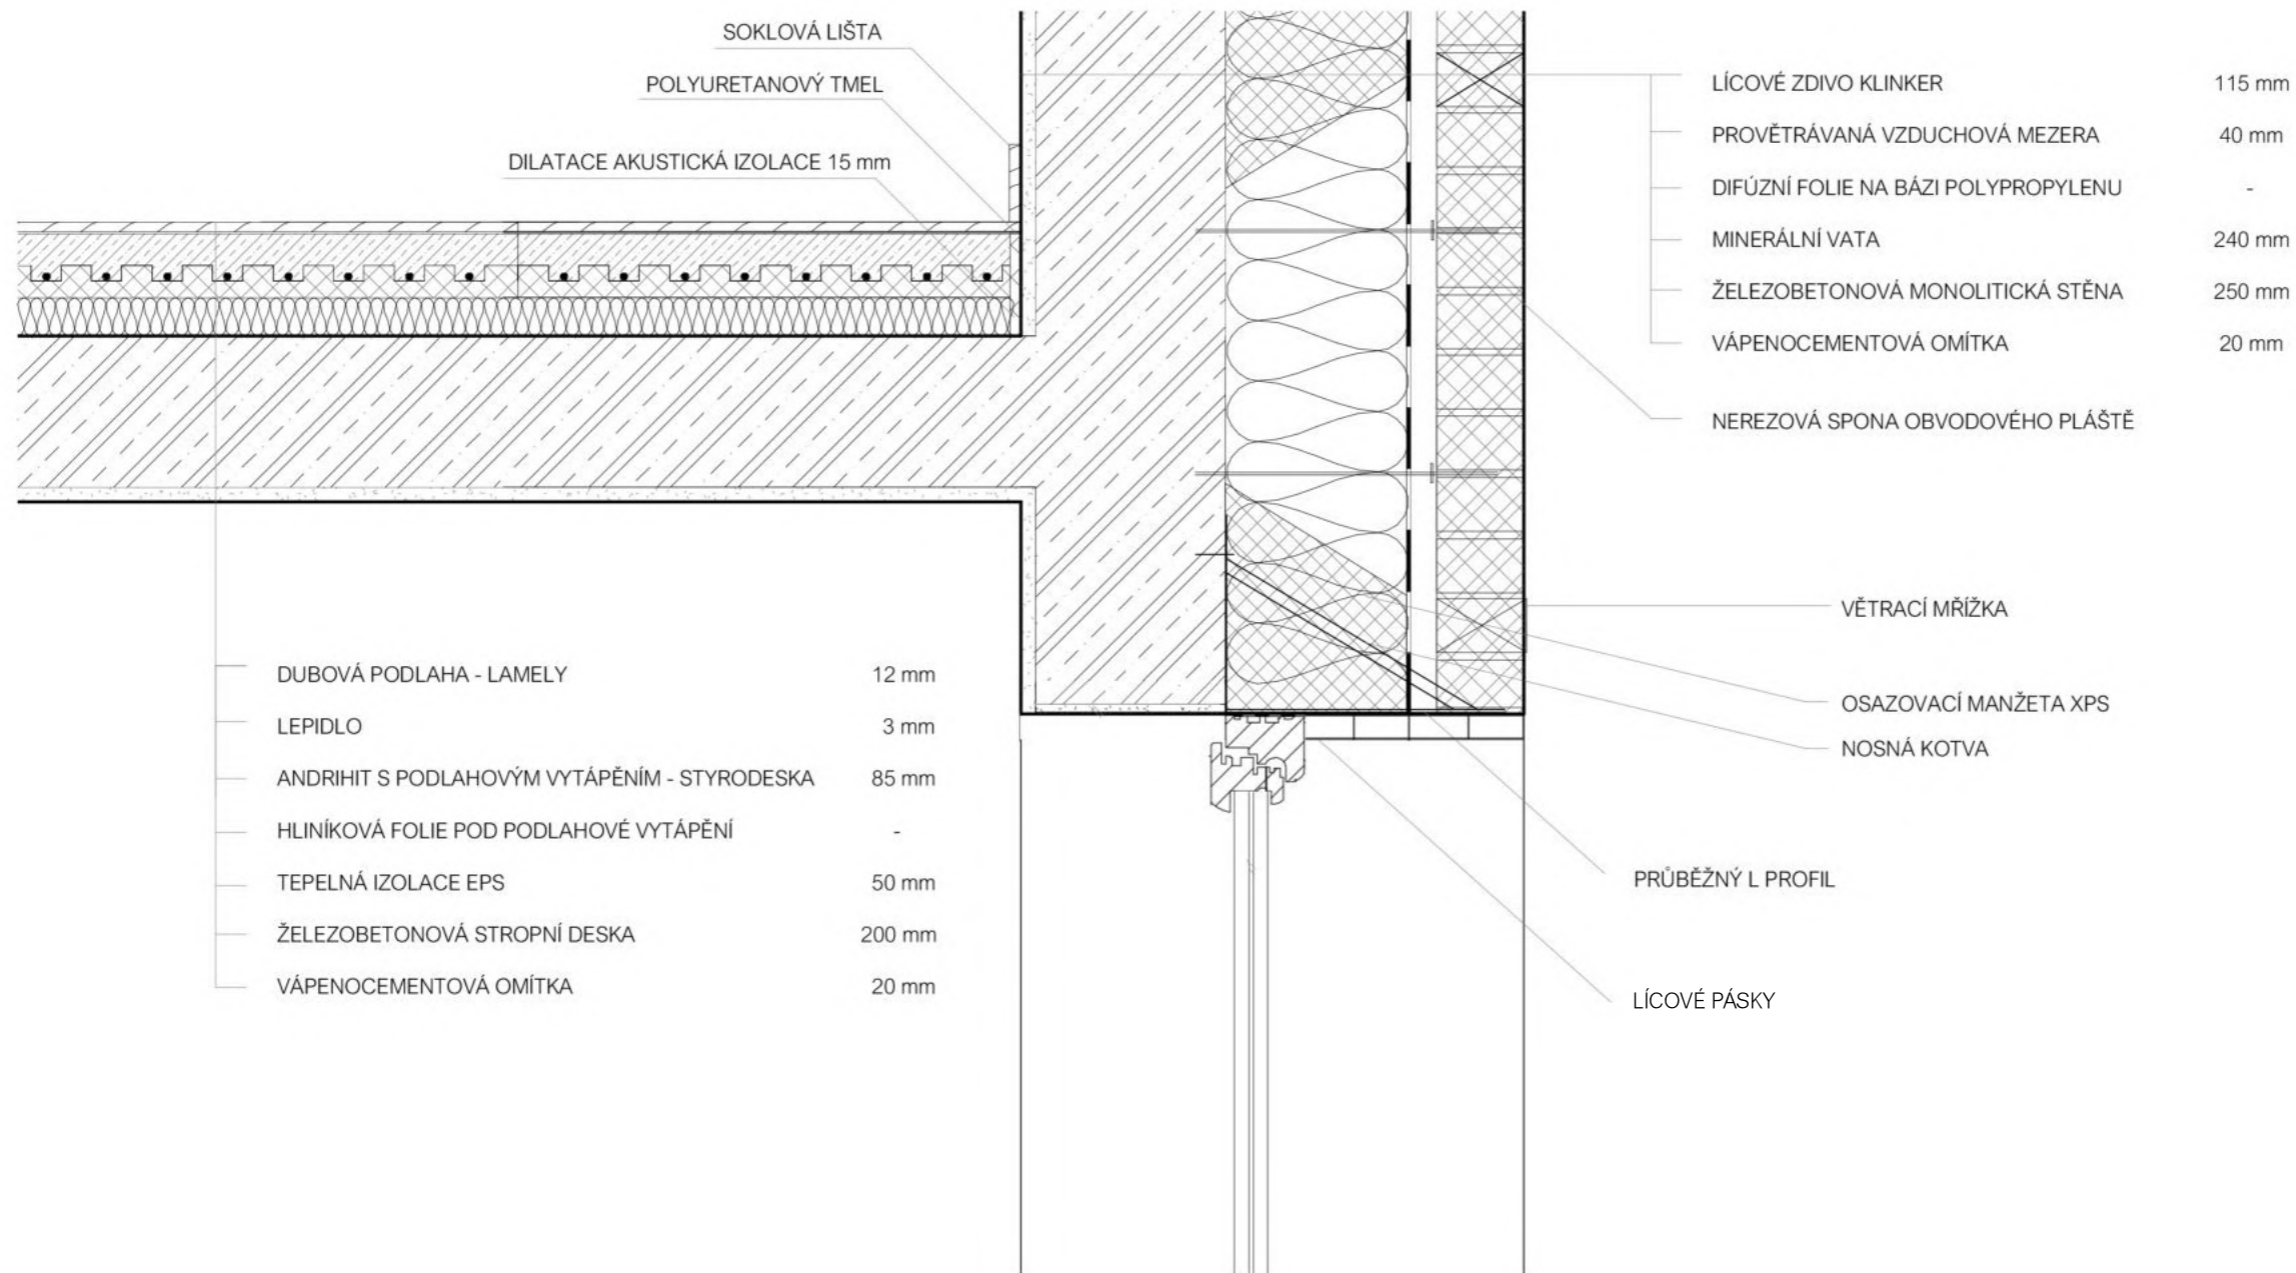 SOKLOVÁ LIŠTA
POLYURETANOVÝ TMEL
DILATACE AKUSTICKÁ IZOLACE 15 mm
LÍCOVÉ ZDIVO KLINKER 115 mm
PROVĚTRÁVANÁ VZDUCHOVÁ MEZERA 40 mm
DIFÚZNÍ FOLIE NA BÁZI POLYPROPYLENU -
MINERÁLNÍ VATA 240 mm
ŽELEZOBETONOVÁ MONOLITICKÁ STĚNA 250 mm
VÁPENOCEMENTOVÁ OMÍTKA 20 mm
NEREZOVÁ SPONA OBVODOVÉHO PLÁŠTĚ
VĚTRACÍ MŘÍŽKA
OSAZOVACÍ MANŽETA XPS
NOSNÁ KOTVA
PRŮBĚŽNÝ L PROFIL
LÍCOVÉ PÁSKY
DUBOVÁ PODLAHA - LAMELY 12 mm
LEPIDLO 3 mm
ANDRIHIT S PODLAHOVÝM VYTÁPĚNÍM - STYRODESKA 85 mm
HLINÍKOVÁ FOLIE POD PODLAHOVÉ VYTÁPĚNÍ -
TEPELNÁ IZOLACE EPS 50 mm
ŽELEZOBETONOVÁ STROPNÍ DESKA 200 mm
VÁPENOCEMENTOVÁ OMÍTKA 20 mm